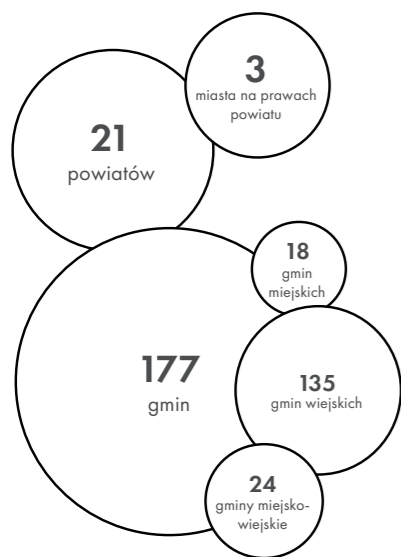 3
miasta na prawach
powiatu
21
powiatów
18
gmin
miejskich
177
gmin
135
gmin wiejskich
24
gminy miejsko-
wiejskie